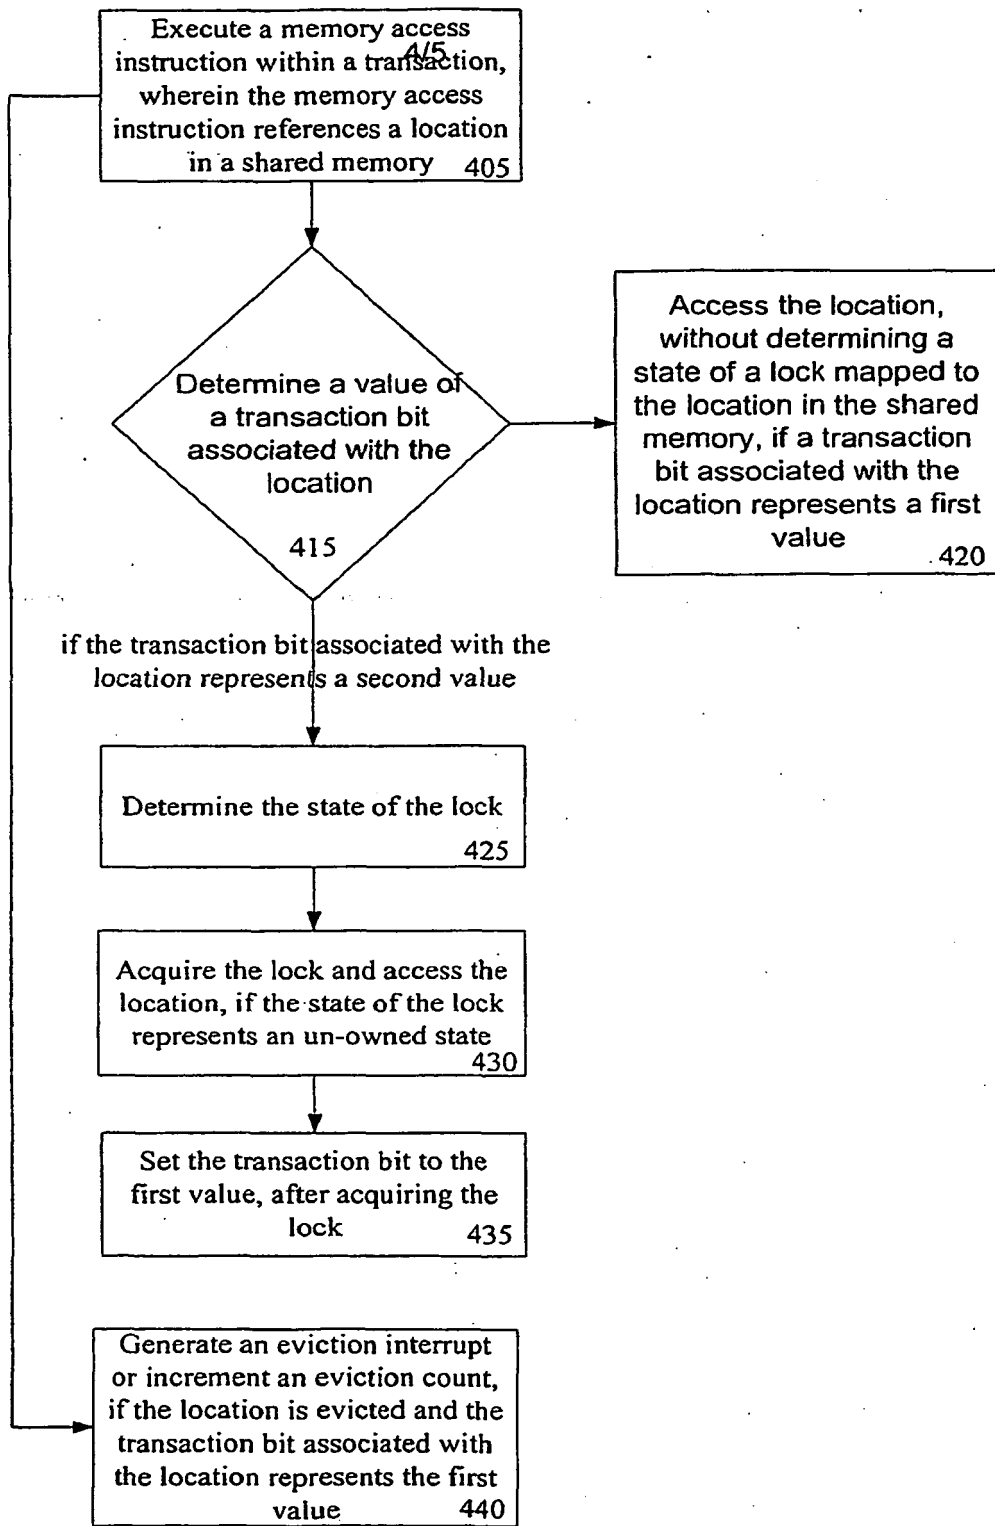 Execute a memory access
4/5
instruction within a transaction,
wherein the memory access
instruction references a location
in a shared memory 405
Determine a value of
a transaction bit
associated with the
location
415
Access the location,
without determining a
state of a lock mapped to
the location in the shared
memory, if a transaction
bit associated with the
location represents a first
value
420
if the transaction bit associated with the
location represents a second value
Determine the state of the lock
425
Acquire the lock and access the
location, if the state of the lock
represents an un-owned state
430
Set the transaction bit to the
first value, after acquiring the
lock 435
Generate an eviction interrupt
or increment an eviction count,
if the location is evicted and the
transaction bit associated with
the location represents the first
value 440